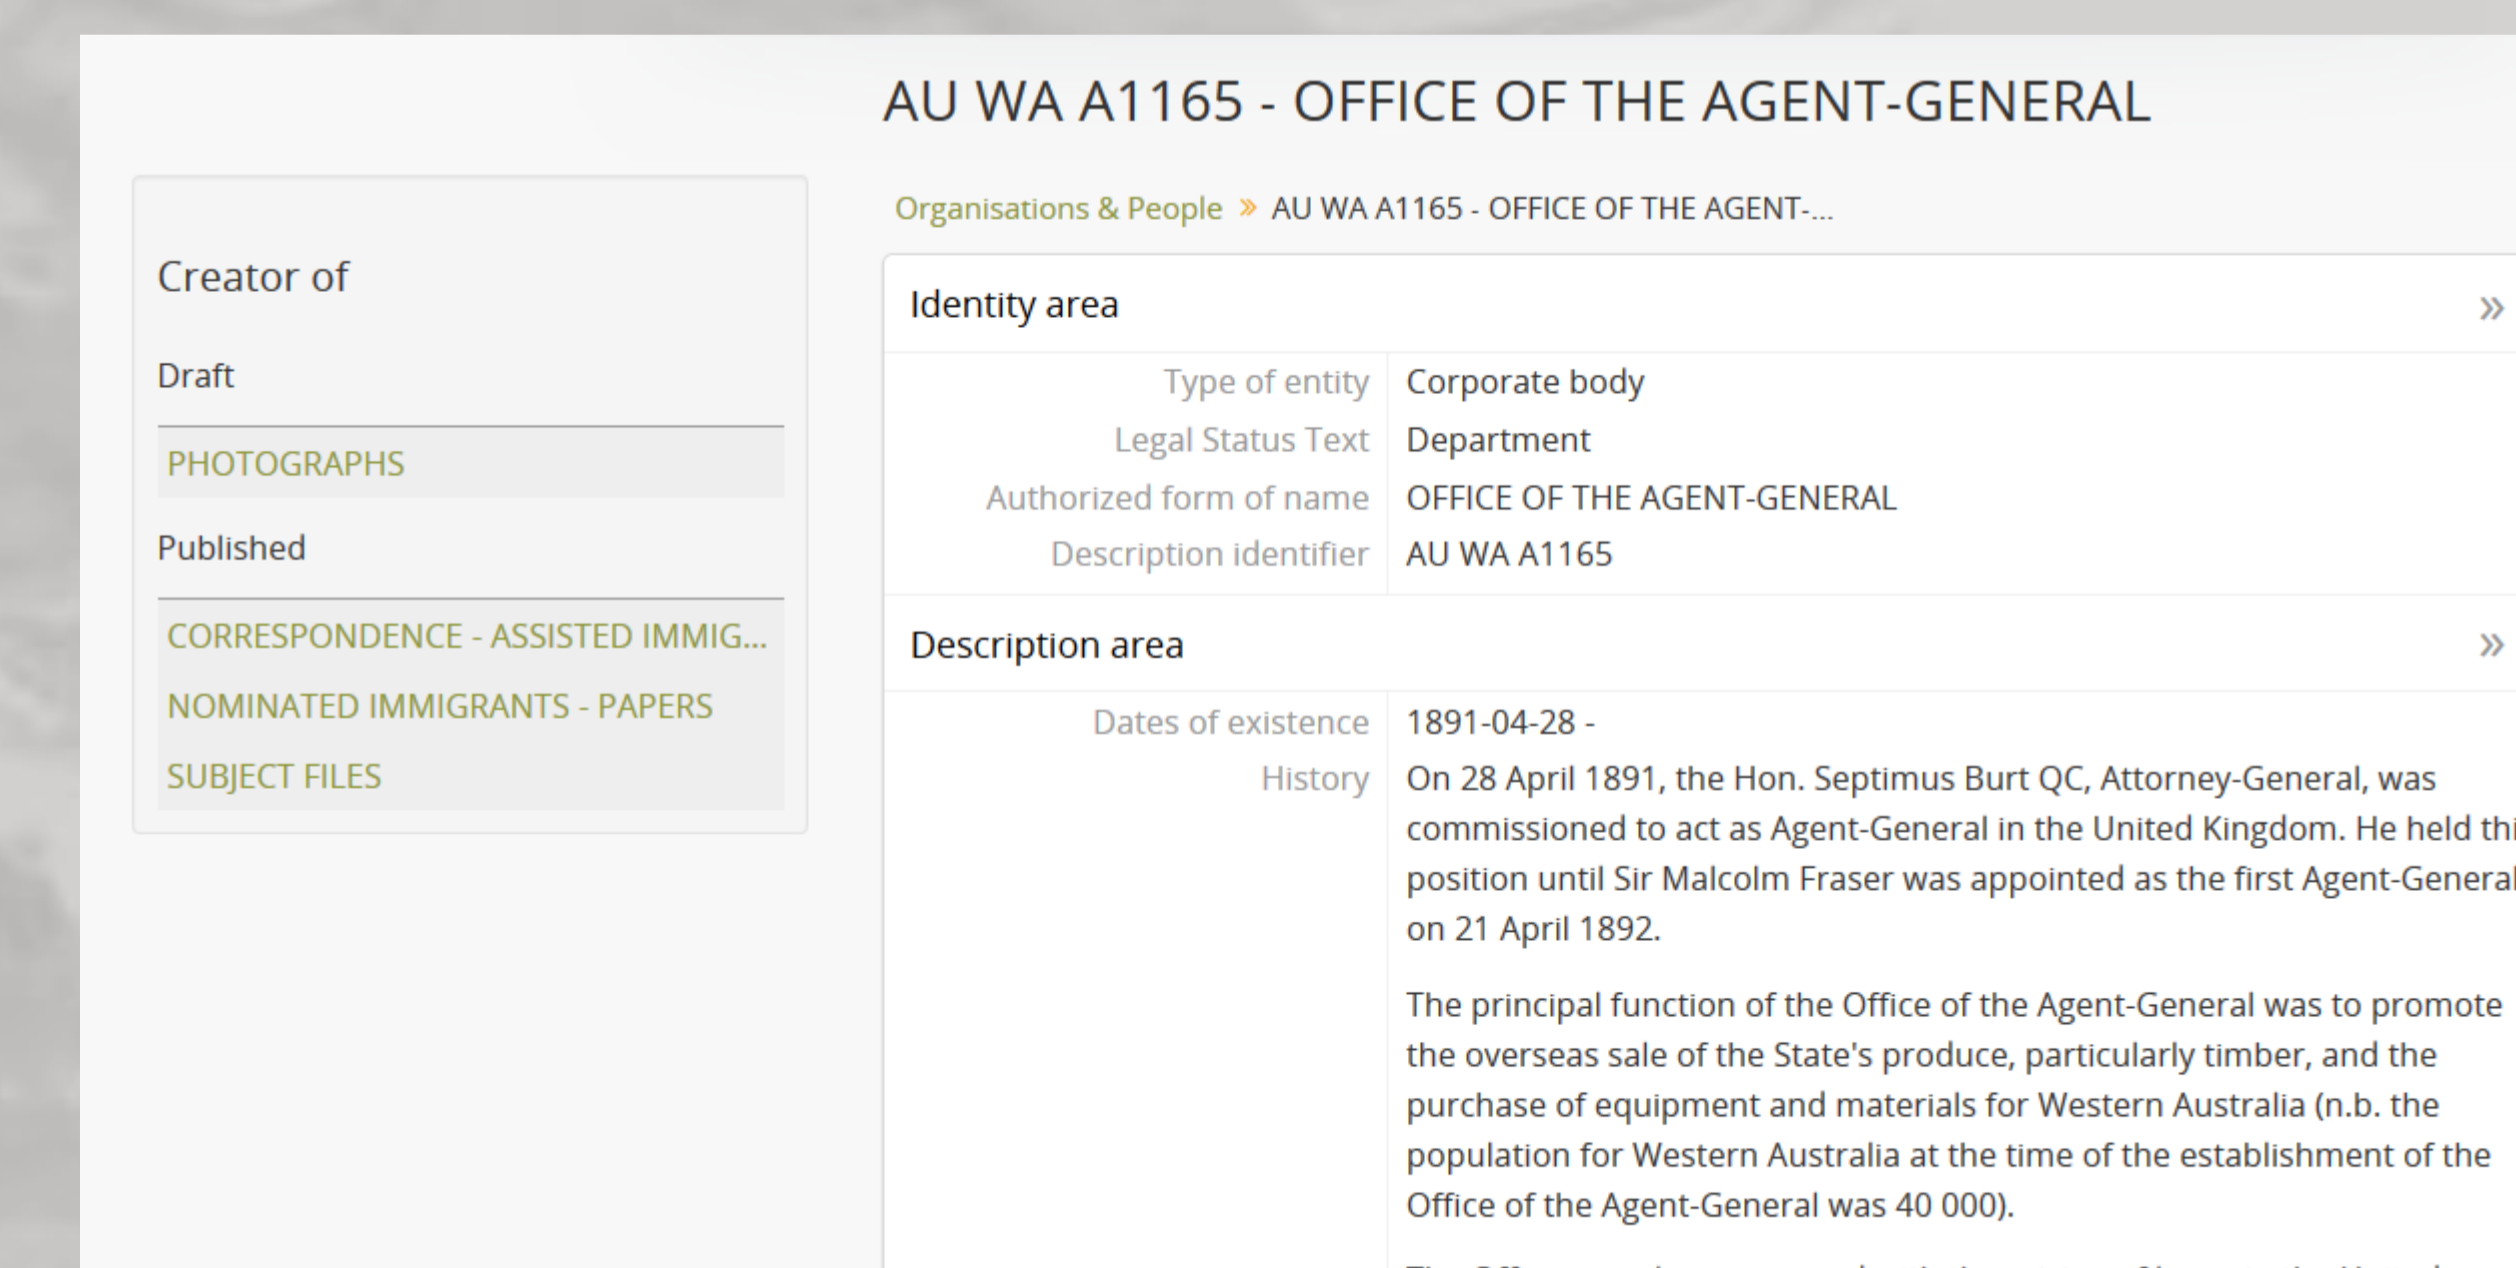 AU WA A1165 - OFFICE OF THE AGENT-GENERAL
Creator of
Draft
PHOTOGRAPHS
Published
CORRESPONDENCE - ASSISTED IMMIG...
NOMINATED IMMIGRANTS - PAPERS
SUBJECT FILES
Organisations & People » AU WA A1165 - OFFICE OF THE AGENT-...
Identity area »
Type of entity Corporate body
Legal Status Text Department
Authorized form of name OFFICE OF THE AGENT-GENERAL
Description identifier AU WA A1165
Description area »
Dates of existence 1891-04-28 -
History On 28 April 1891, the Hon. Septimus Burt QC, Attorney-General, was
commissioned to act as Agent-General in the United Kingdom. He held thi
position until Sir Malcolm Fraser was appointed as the first Agent-General
on 21 April 1892.
The principal function of the Office of the Agent-General was to promote
the overseas sale of the State's produce, particularly timber, and the
purchase of equipment and materials for Western Australia (n.b. the
population for Western Australia at the time of the establishment of the
Office of the Agent-General was 40 000).